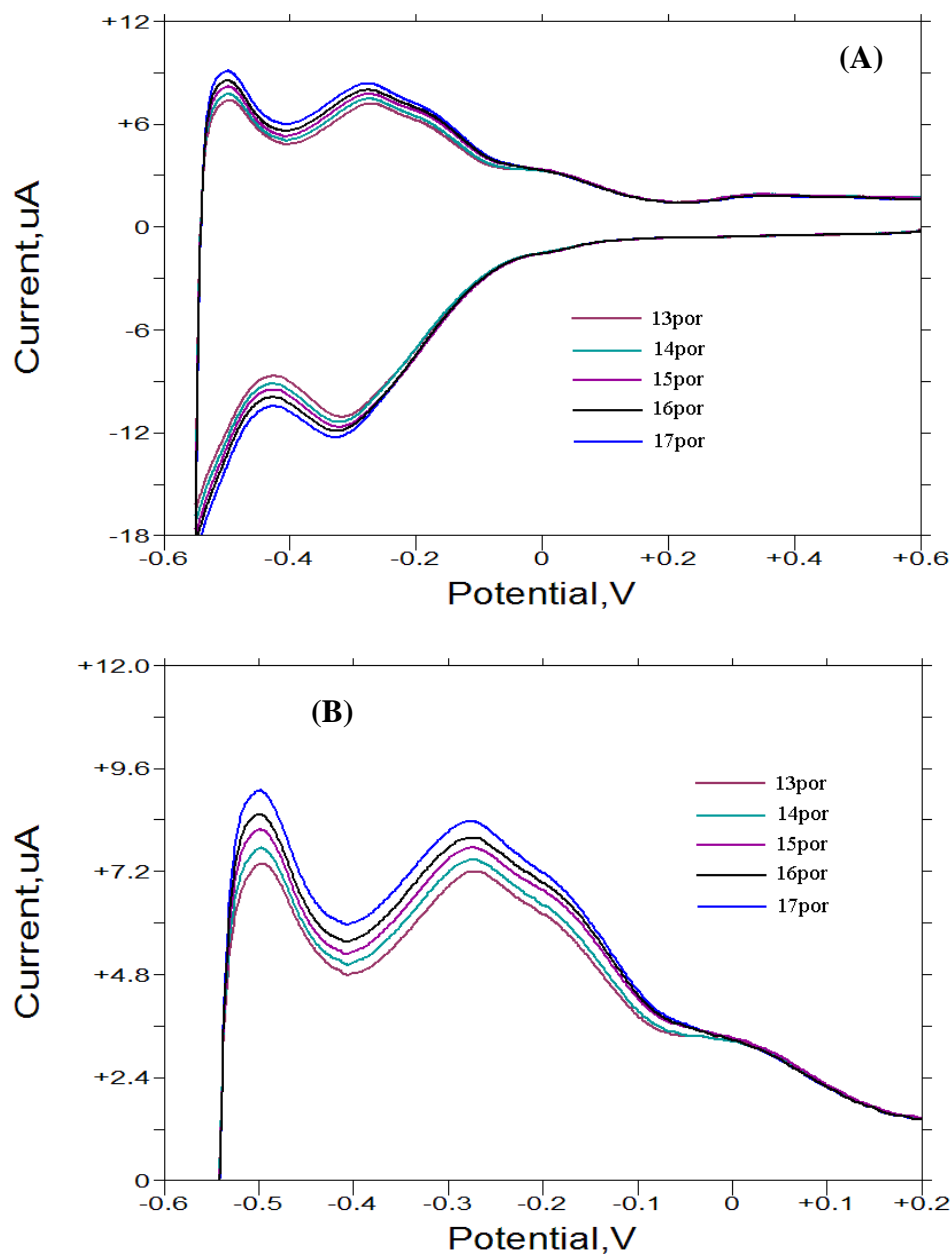 (A)
Current,uA
+12
+6
0
-6
-12
-18
13por
14por
15por
16por
17por
-0.6
-0.4
-0.2
0
+0.2
+0.4
+0.6
Potential,V
(B)
Current,uA
+12.0
+9.6
+7.2
+4.8
+2.4
0
13por
14por
15por
16por
17por
-0.6
-0.5
-0.4
-0.3
-0.2
-0.1
0
+0.1
+0.2
Potential,V